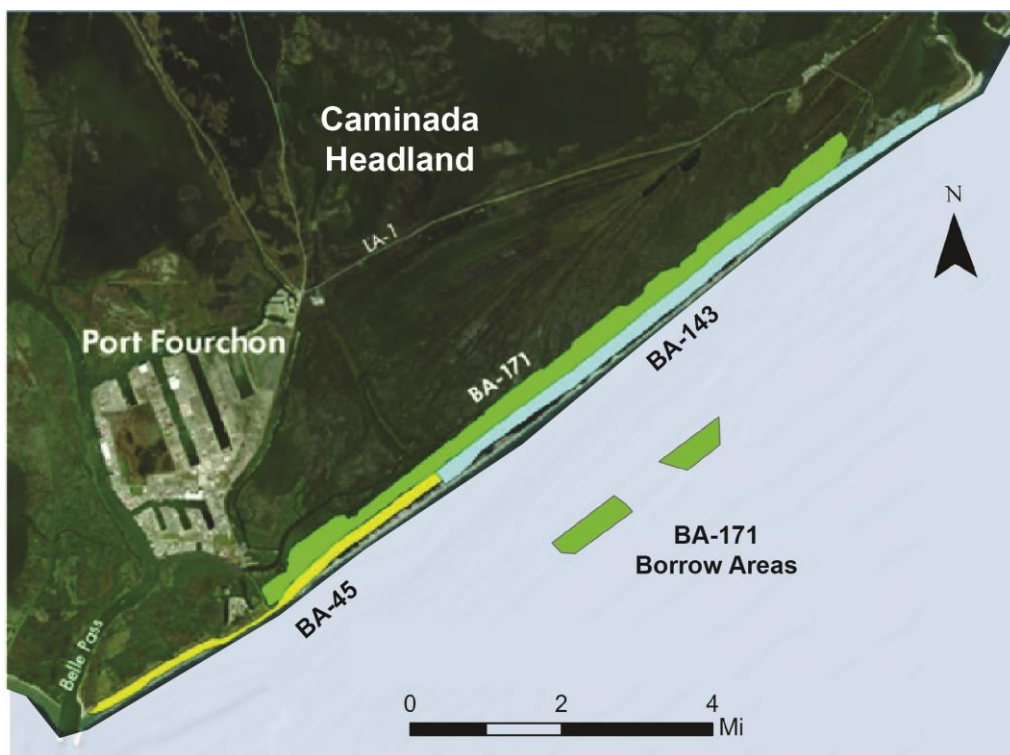 Caminada
Headland
N
LA-1
Port Fourchon
BA-171
BA-143
BA-171
Borrow Areas
BA-45
Belle Pass
0 2 4
Mi